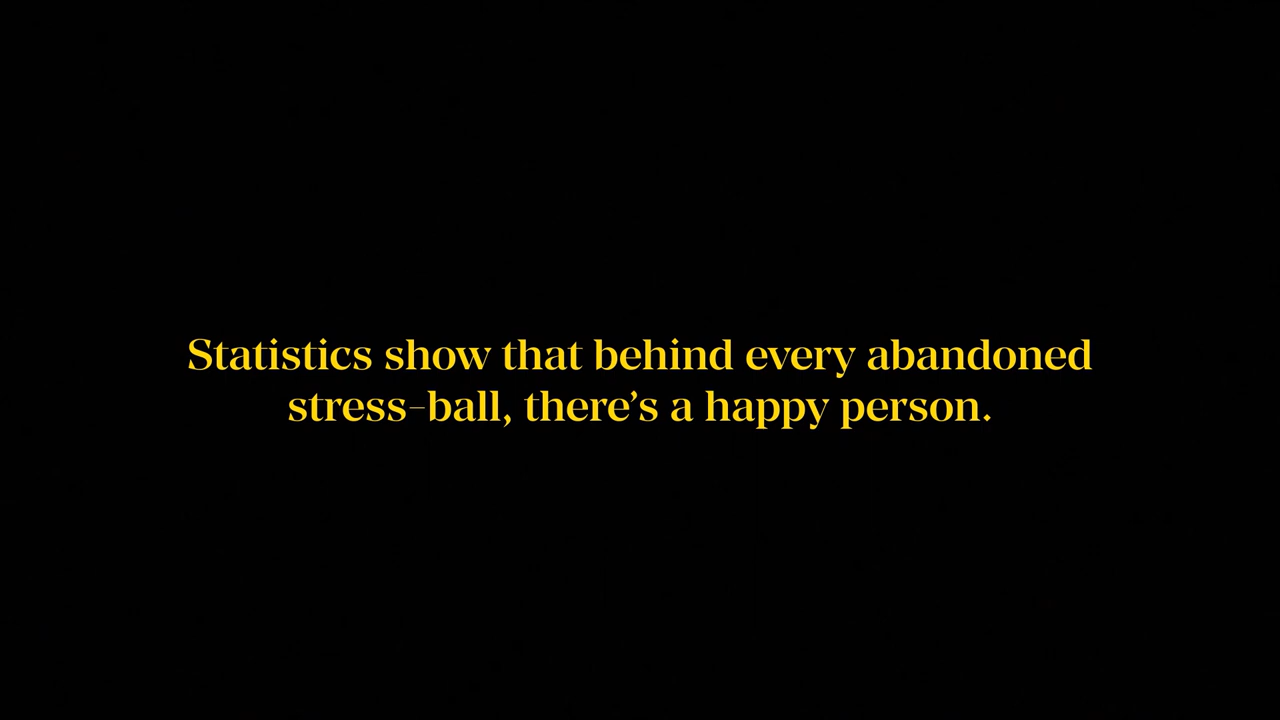 Statistics show that behind every abandoned
stress-ball, there’s a happy person.